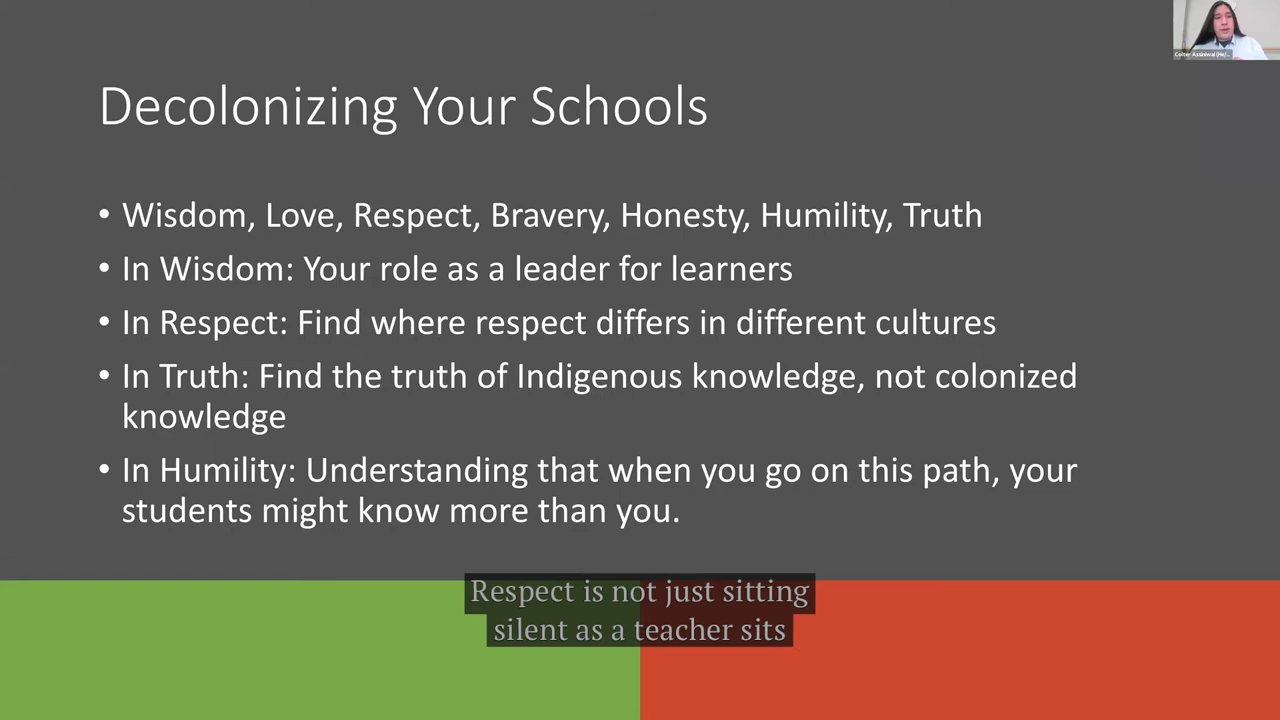 Colter Assiniwai (He/...
Decolonizing Your Schools
• Wisdom, Love, Respect, Bravery, Honesty, Humility, Truth
• In Wisdom: Your role as a leader for learners
• In Respect: Find where respect differs in different cultures
• In Truth: Find the truth of Indigenous knowledge, not colonized
knowledge
• In Humility: Understanding that when you go on this path, your
students might know more than you.
Respect is not just sitting
silent as a teacher sits